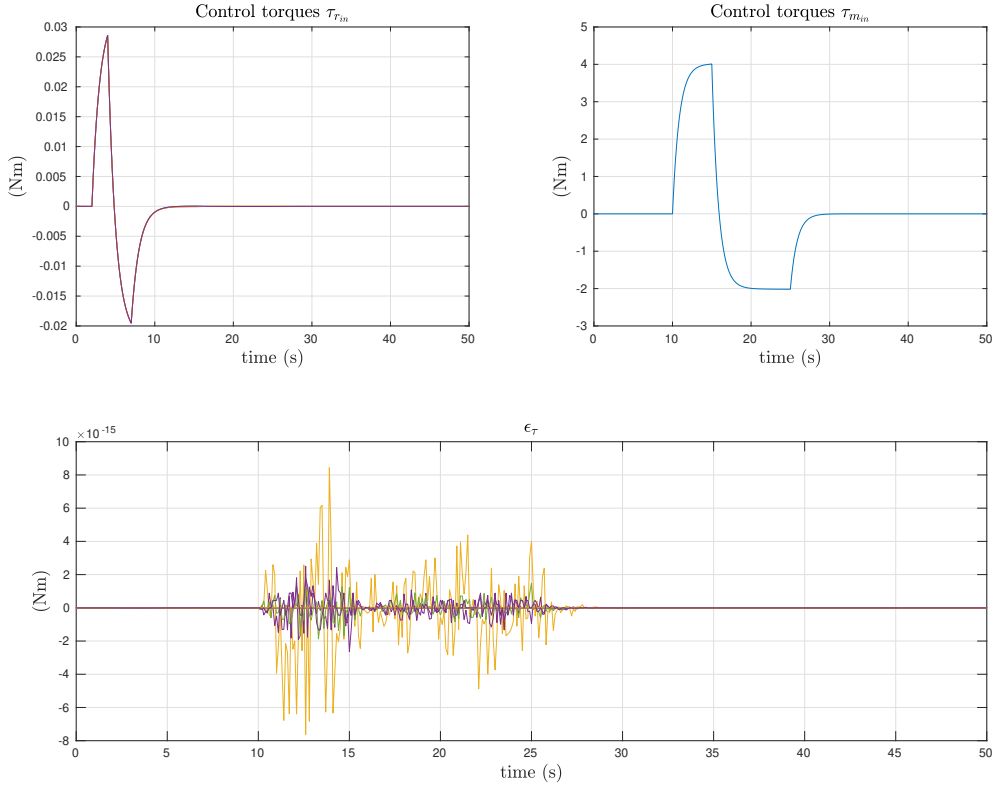 Control torques τ_{r_{in}}
0.03
0.025
0.02
0.015
0.01
0.005
0
-0.005
-0.01
-0.015
-0.02
(Nm)
0 10 20 30 40 50
time (s)
Control torques τ_{m_{in}}
5
4
3
2
1
0
-1
-2
-3
(Nm)
0 10 20 30 40 50
time (s)
×10^{-15}
ϵ_τ
10
8
6
4
2
0
-2
-4
-6
-8
(Nm)
0 5 10 15 20 25 30 35 40 45 50
time (s)